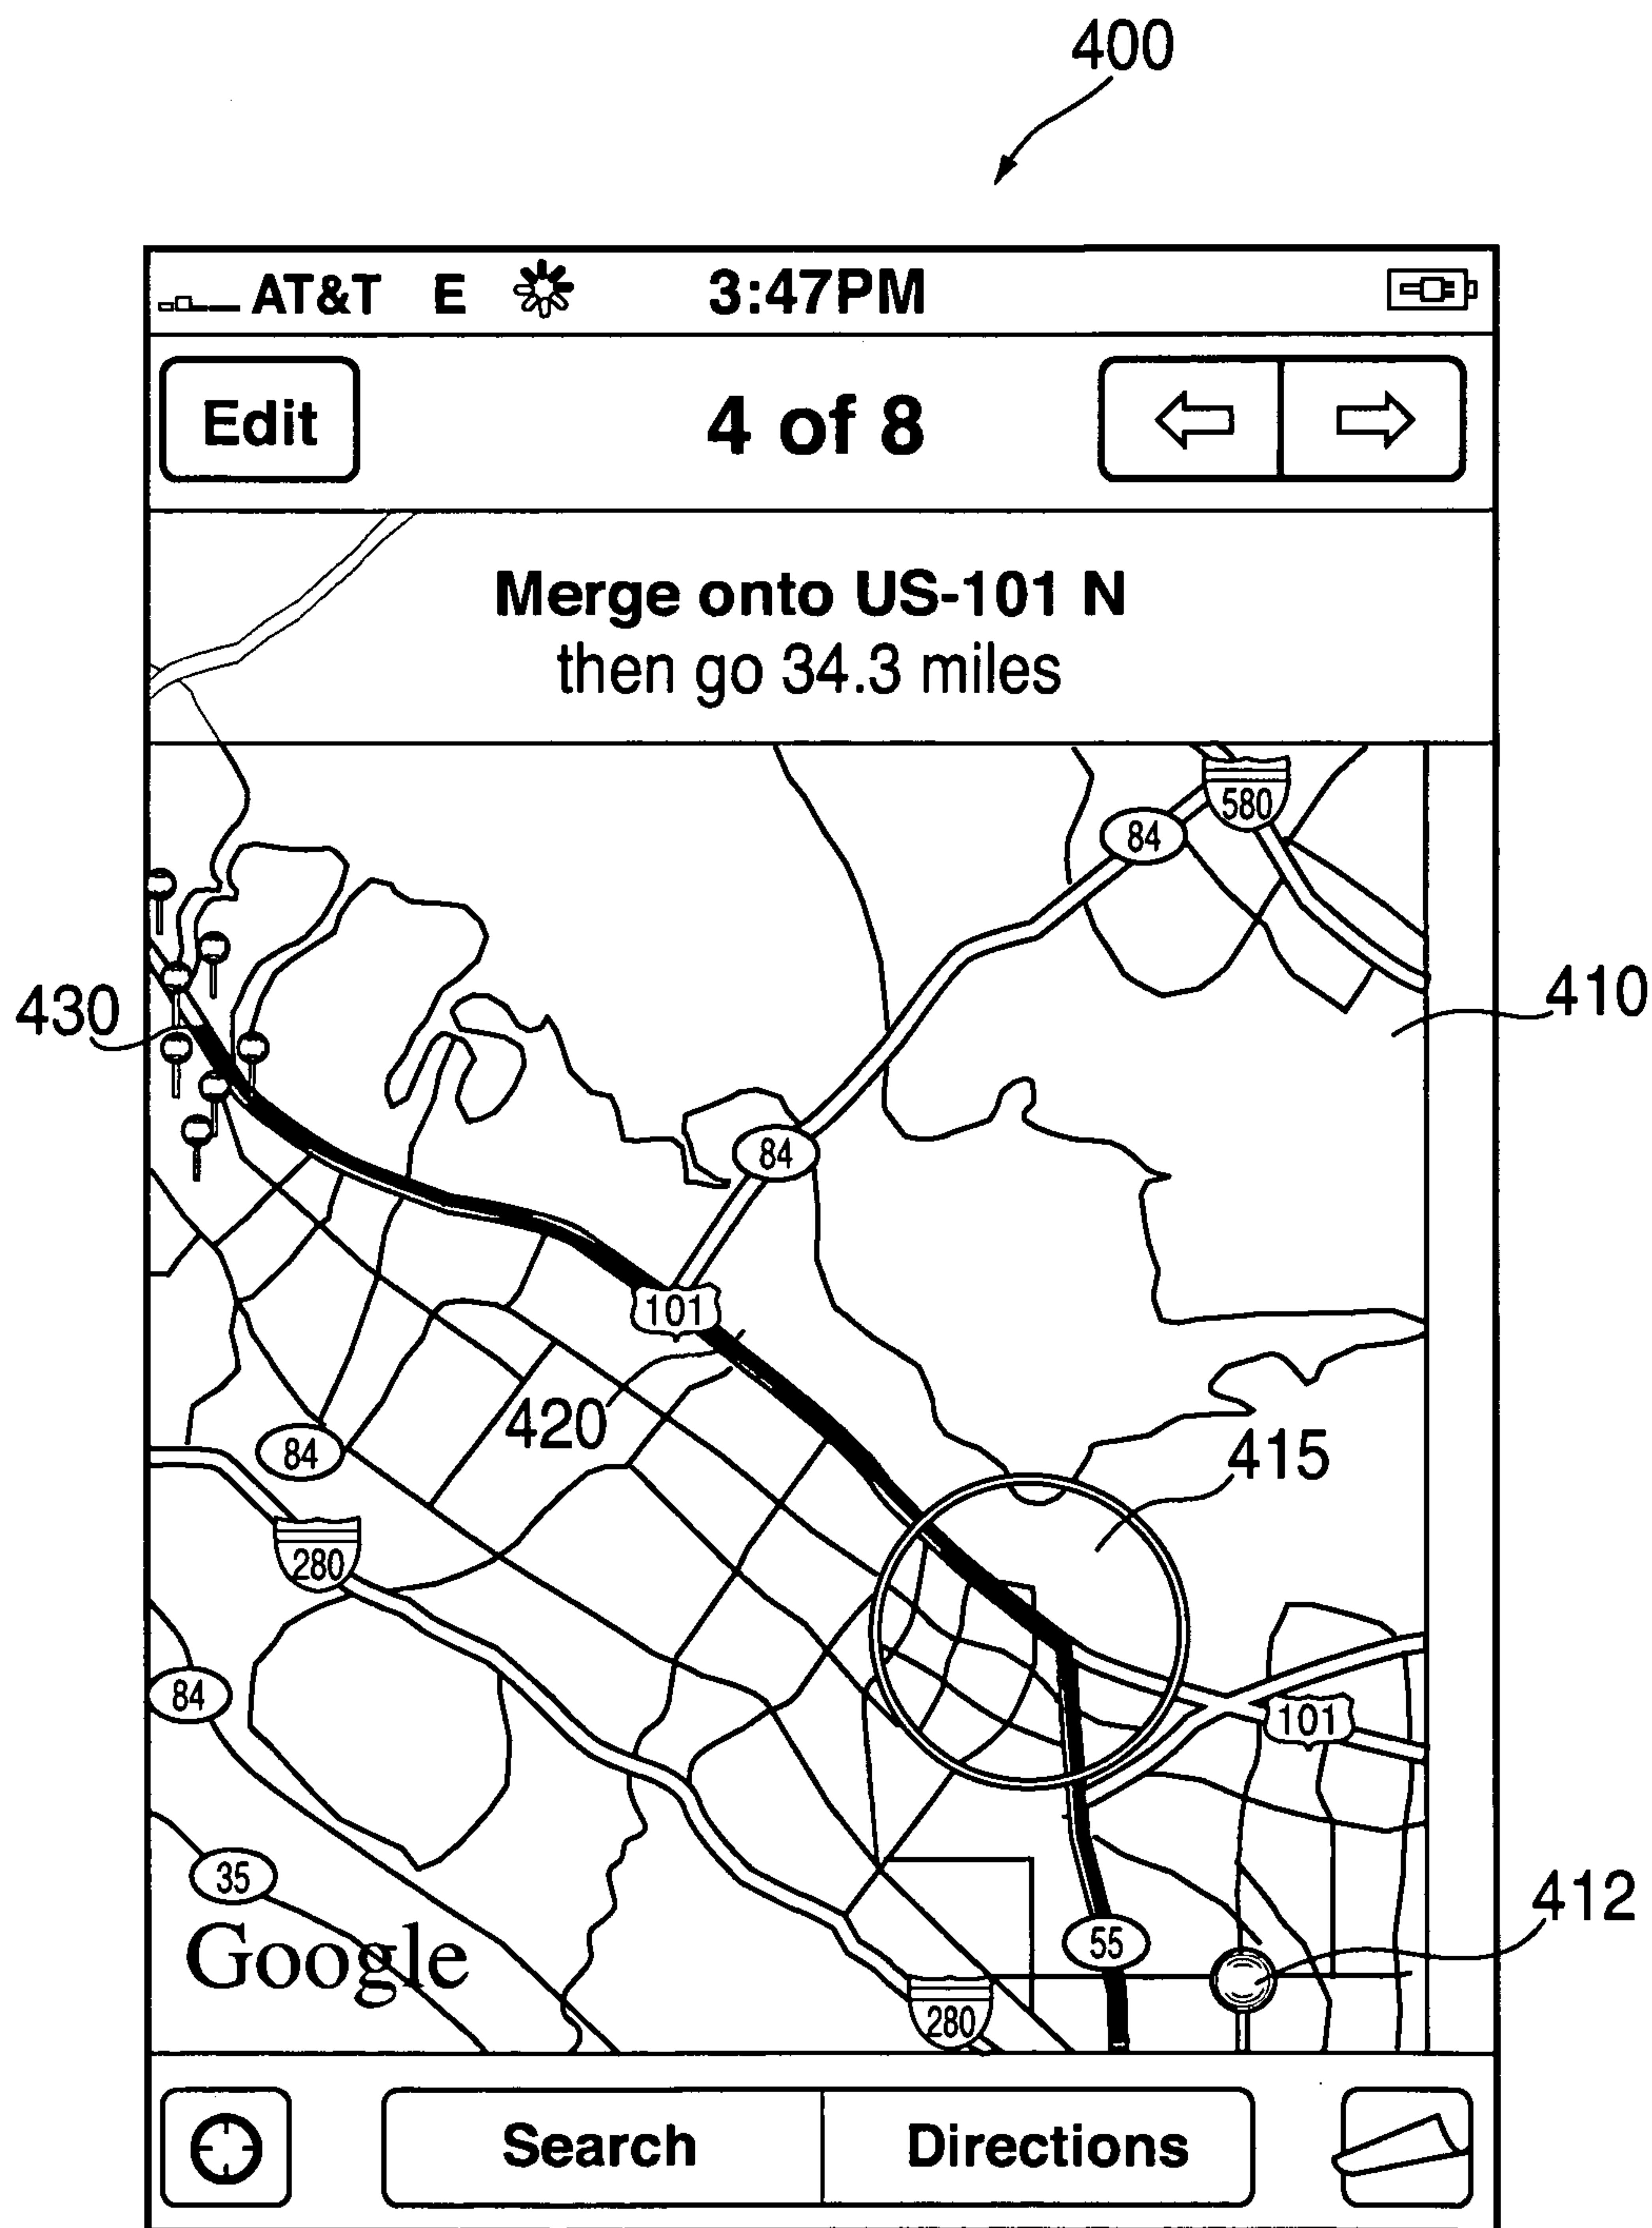 400
AT&T E 3:47PM
Edit 4 of 8
Merge onto US-101 N
then go 34.3 miles
580
84
430
410
84
101
420
415
84
280
84
101
35
412
55
Google
280
Search Directions